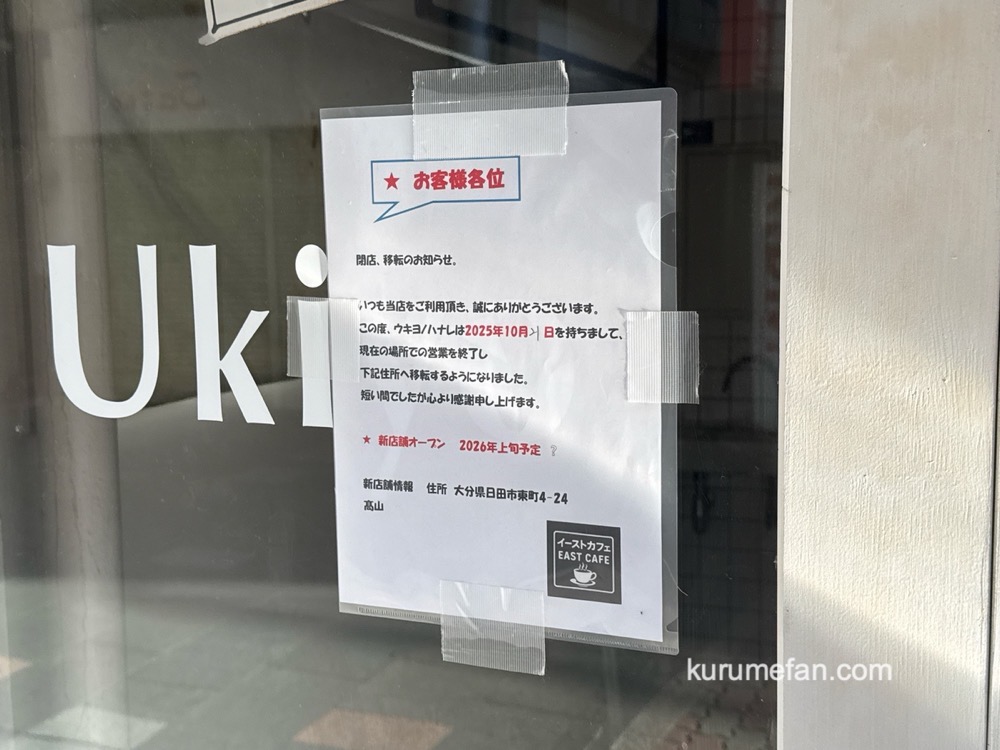 Uki
★ お客様各位
閉店、移転のお知らせ。
いつも当店をご利用頂き、誠にありがとうございます。
この度、ウキヨノハナレは2025年10月 日を持ちまして、
現在の場所での営業を終了し
下記住所へ移転するようになりました。
短い間でしたが心より感謝申し上げます。
★ 新店舗オープン 2026年上旬予定 ?
新店舗情報 住所 大分県日田市東町4-24
高山
イーストカフェ
EAST CAFE
kurumefan.com